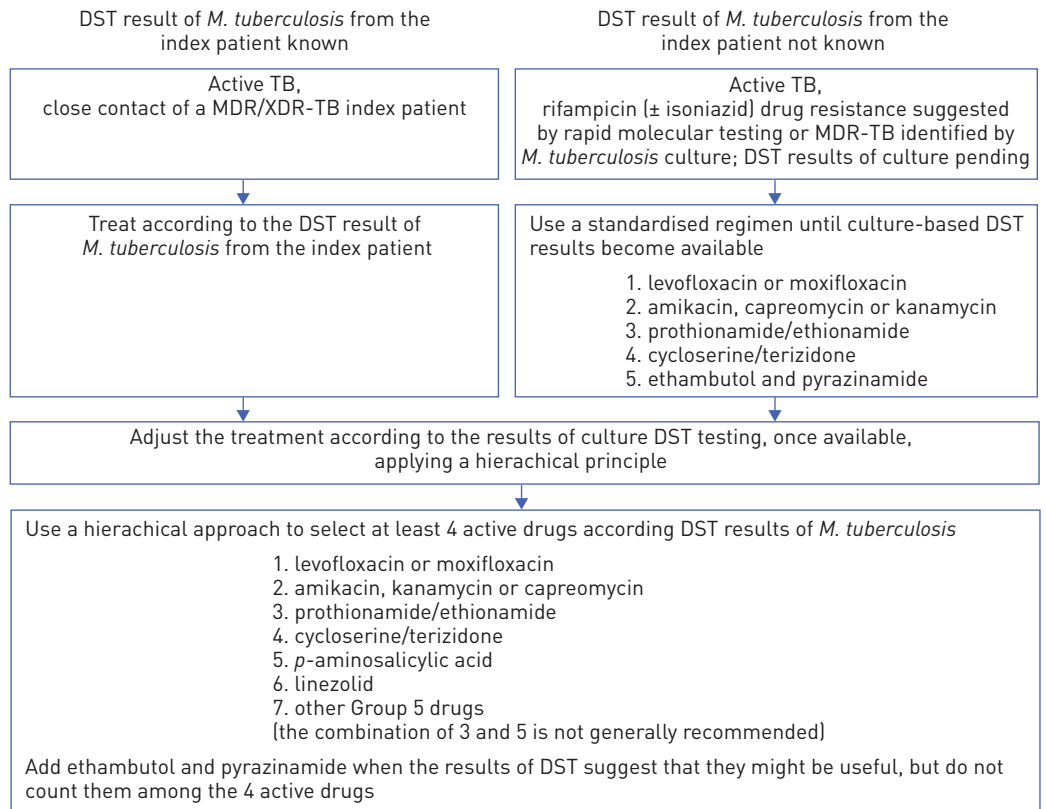 DST result of M. tuberculosis from the
index patient known
DST result of M. tuberculosis from the
index patient not known
Active TB,
close contact of a MDR/XDR-TB index patient
Active TB,
rifampicin (± isoniazid) drug resistance suggested
by rapid molecular testing or MDR-TB identified by
M. tuberculosis culture; DST results of culture pending
Treat according to the DST result of
M. tuberculosis from the index patient
Use a standardised regimen until culture-based DST
results become available
1. levofloxacin or moxifloxacin
2. amikacin, capreomycin or kanamycin
3. prothionamide/ethionamide
4. cycloserine/terizidone
5. ethambutol and pyrazinamide
Adjust the treatment according to the results of culture DST testing, once available,
applying a hierachical principle
Use a hierachical approach to select at least 4 active drugs according DST results of M. tuberculosis
1. levofloxacin or moxifloxacin
2. amikacin, kanamycin or capreomycin
3. prothionamide/ethionamide
4. cycloserine/terizidone
5. p-aminosalicylic acid
6. linezolid
7. other Group 5 drugs
(the combination of 3 and 5 is not generally recommended)
Add ethambutol and pyrazinamide when the results of DST suggest that they might be useful, but do not
count them among the 4 active drugs